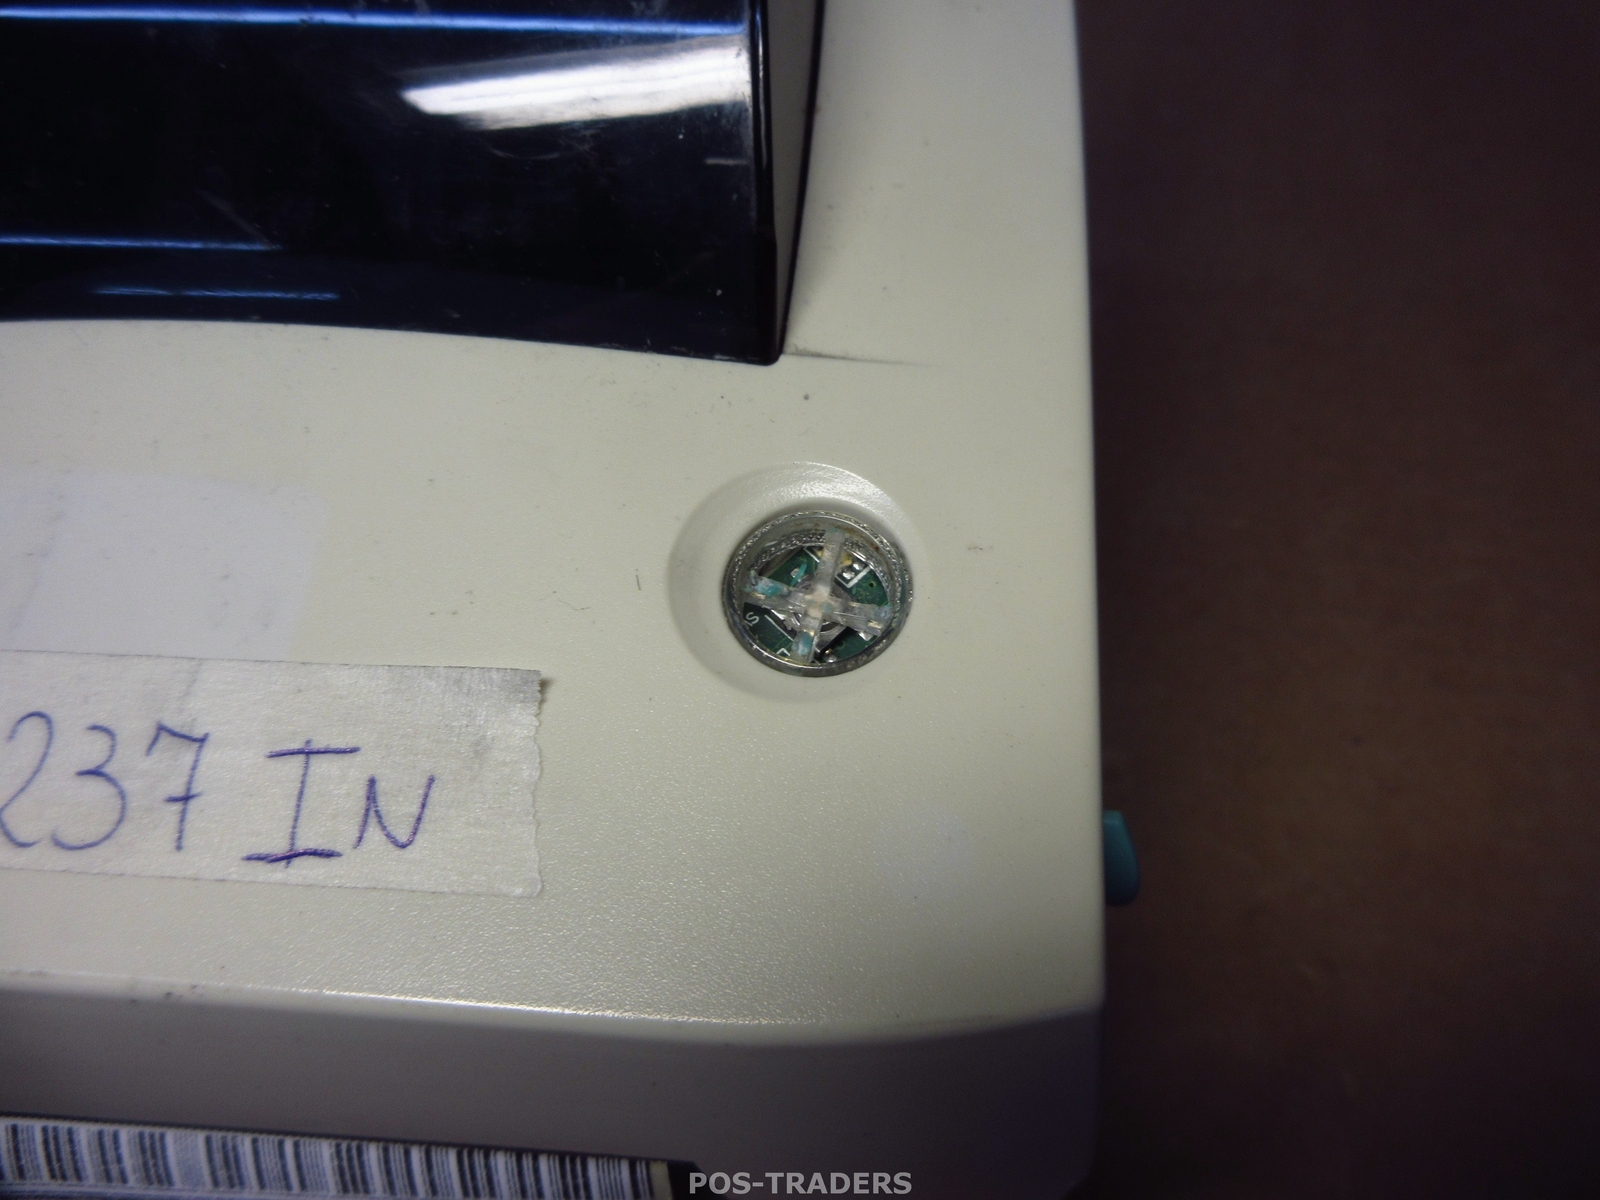 237 IN
POS-TRADERS